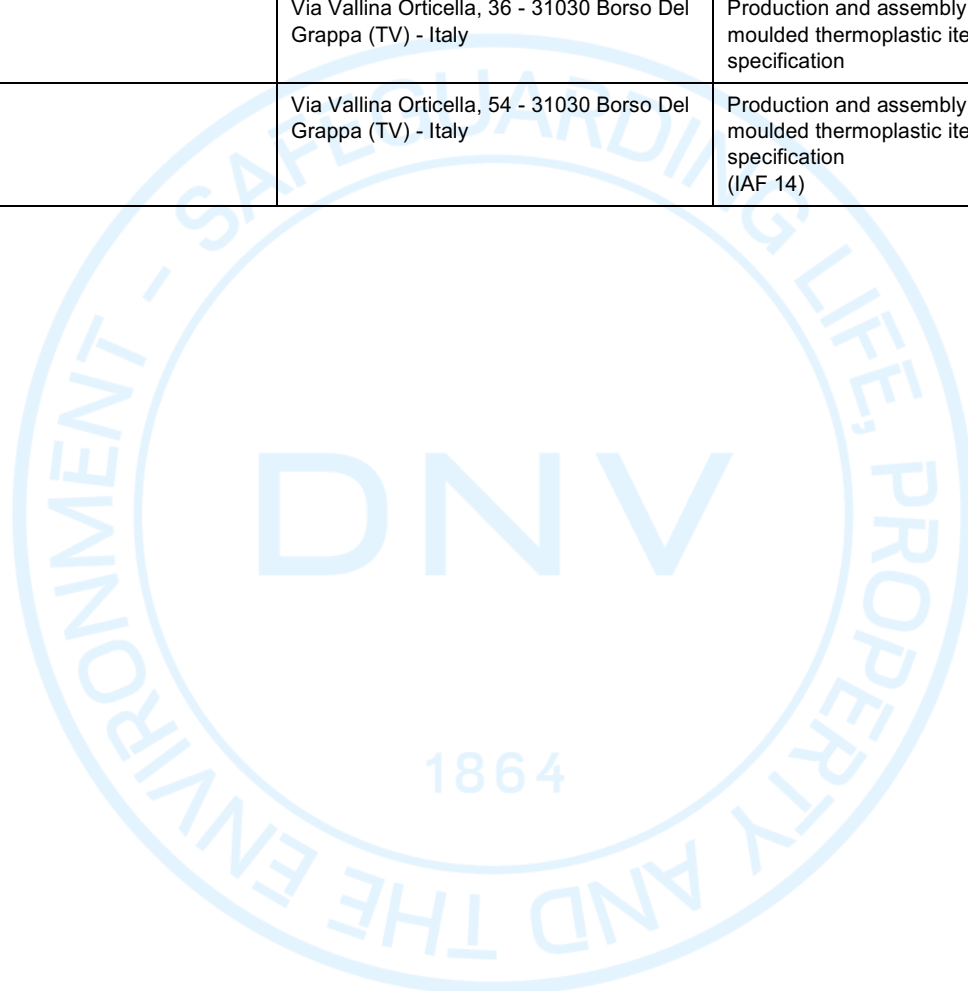 Via Vallina Orticella, 36 - 31030 Borso Del
Grappa (TV) - Italy
Production and assembly
moulded thermoplastic ite
specification
Via Vallina Orticella, 54 - 31030 Borso Del
Grappa (TV) - Italy
Production and assembly
moulded thermoplastic ite
specification
(IAF 14)
SAFEGUARDING LIFE, PROPERTY AND THE ENVIRONMENT -
DNV
1864